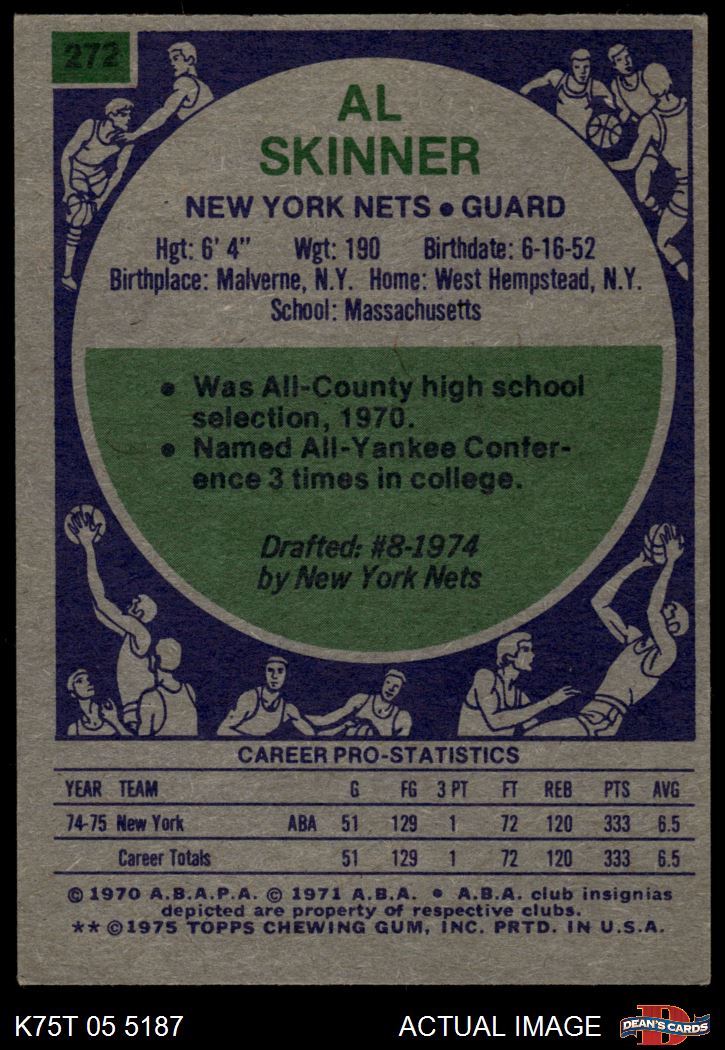 272
AL
SKINNER
NEW YORK NETS • GUARD
Hgt: 6' 4" Wgt: 190 Birthdate: 6-16-52
Birthplace: Malverne, N.Y. Home: West Hempstead, N.Y.
School: Massachusetts
• Was All-County high school
selection, 1970.
• Named All-Yankee Confer-
ence 3 times in college.
Drafted: #8-1974
by New York Nets
CAREER PRO-STATISTICS
YEAR TEAM G FG 3 PT FT REB PTS AVG
74-75 New York ABA 51 129 1 72 120 333 6.5
Career Totals 51 129 1 72 120 333 6.5
© 1970 A.B.A.P.A. © 1971 A.B.A. • A.B.A. club insignias
depicted are property of respective clubs.
** © 1975 TOPPS CHEWING GUM, INC. PRTD. IN U.S.A.
K75T 05 5187 ACTUAL IMAGE D DEAN'S CARDS